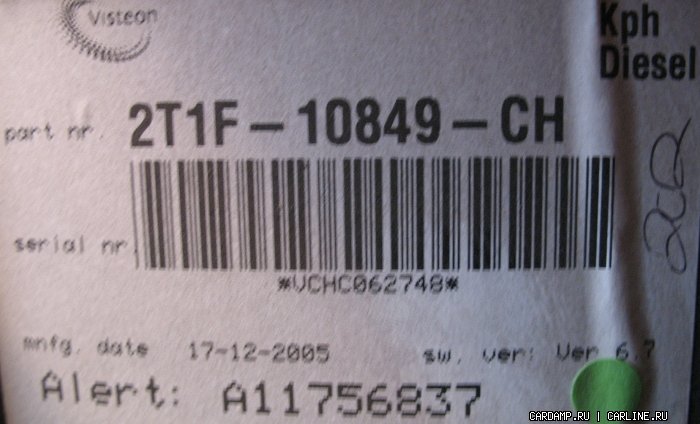 Visteon
Kph
Diesel
part nr. 2T1F-10849-CH
serial nr.
*VCHC062748*
mnfg. date 17-12-2005 sw. ver: Ver 6.7
Alert: A11756837
CARDAMP.RU | CARLINE.RU